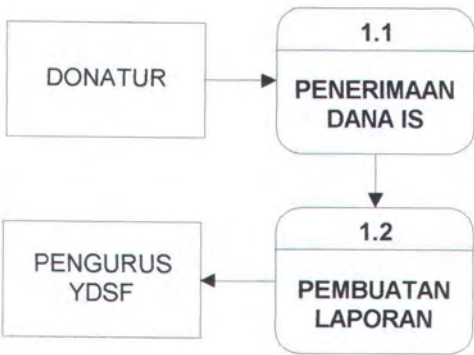 DONATUR
1.1
PENERIMAAN
DANA IS
1.2
PEMBUATAN
LAPORAN
PENGURUS
YDSF